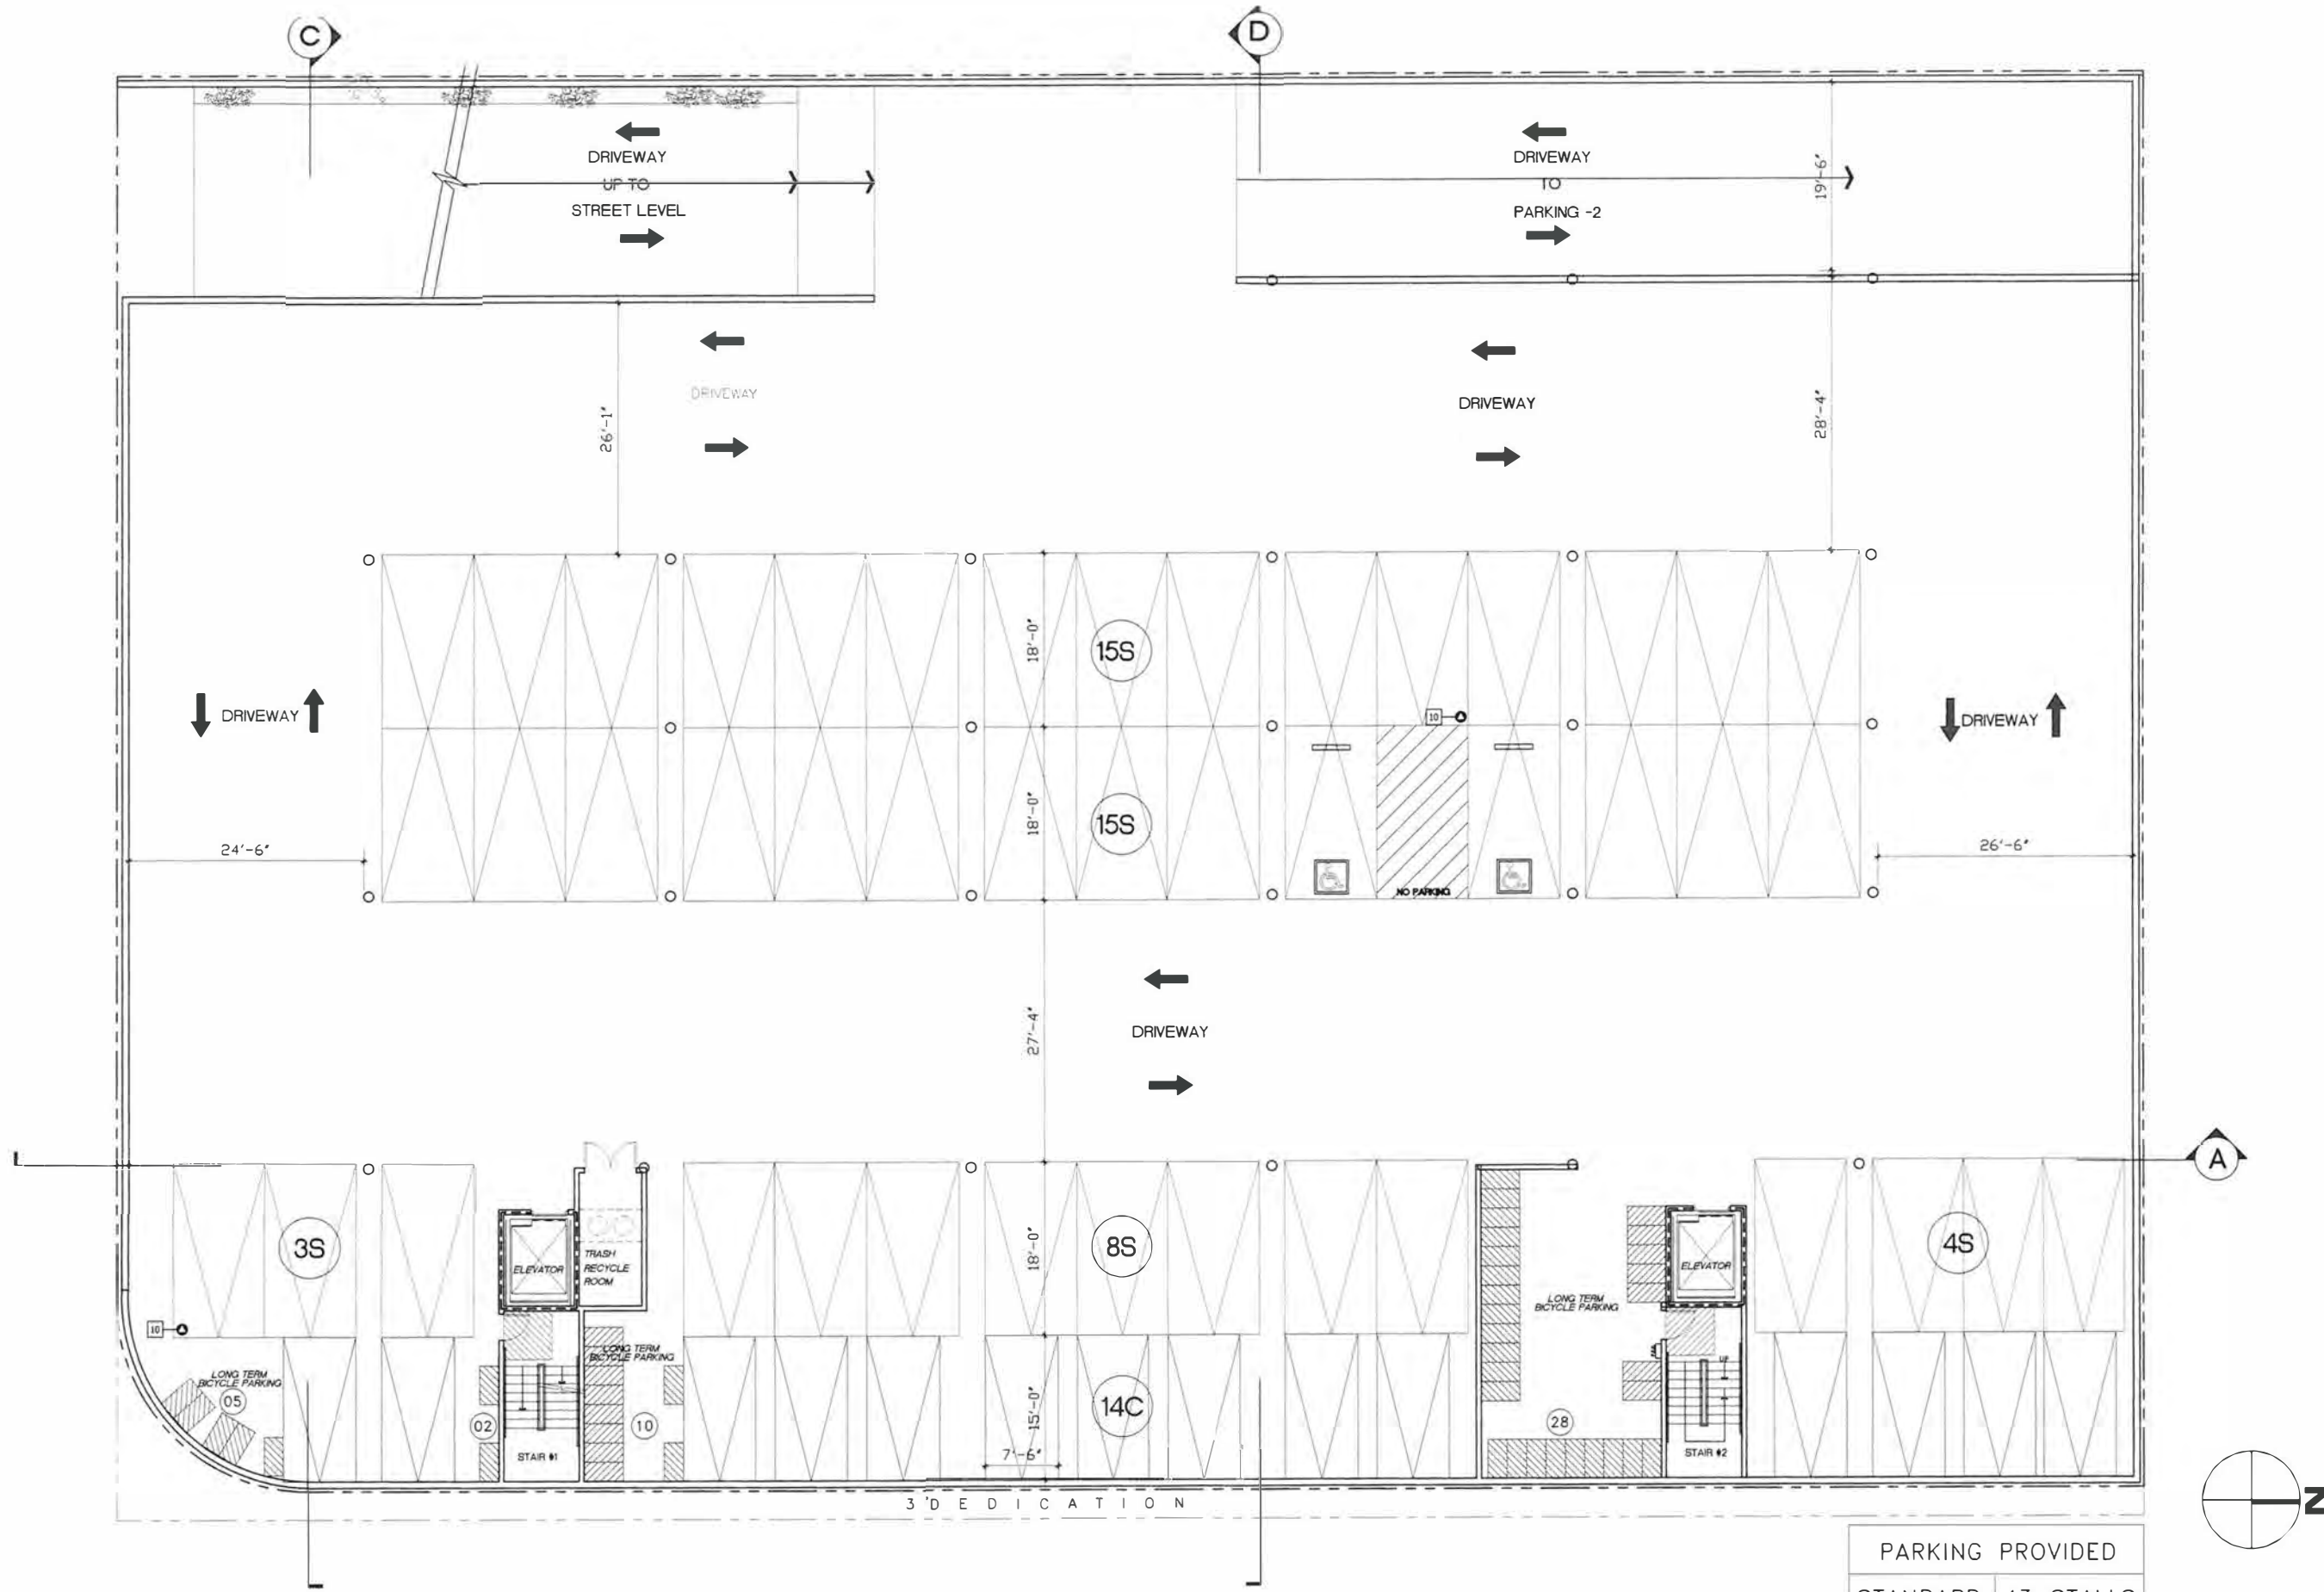 C
D
DRIVEWAY
UP TO
STREET LEVEL
DRIVEWAY
TO
PARKING -2
19'-6"
DRIVEWAY
DRIVEWAY
26'-1"
28'-4"
18'-0"
15S
10
DRIVEWAY
DRIVEWAY
18'-0"
15S
24'-6"
26'-6"
NO PARKING
27'-4"
DRIVEWAY
A
3S
ELEVATOR
TRASH
RECYCLE
ROOM
18'-0"
8S
ELEVATOR
4S
LONG TERM
BICYCLE PARKING
10
LONG TERM
BICYCLE PARKING
LONG TERM
BICYCLE PARKING
UP
05
02
10
15'-0"
14C
28
7'-6"
STAIR #1
STAIR #2
3'DEDICATION
N
PARKING PROVIDED